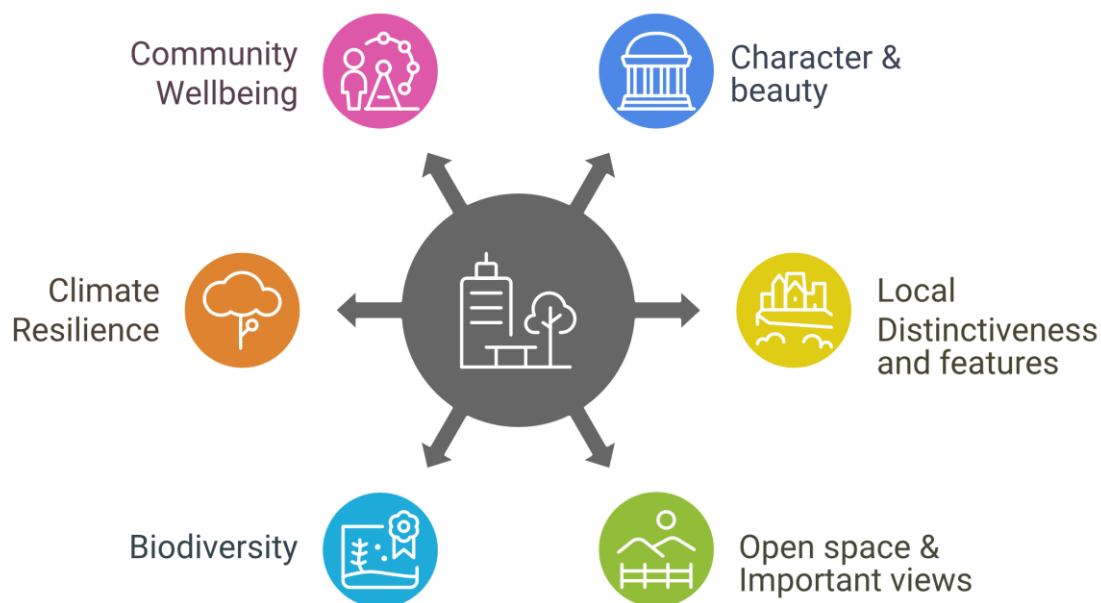 Community
Wellbeing
Character &
beauty
Climate
Resilience
Local
Distinctiveness
and features
Biodiversity
Open space &
Important views